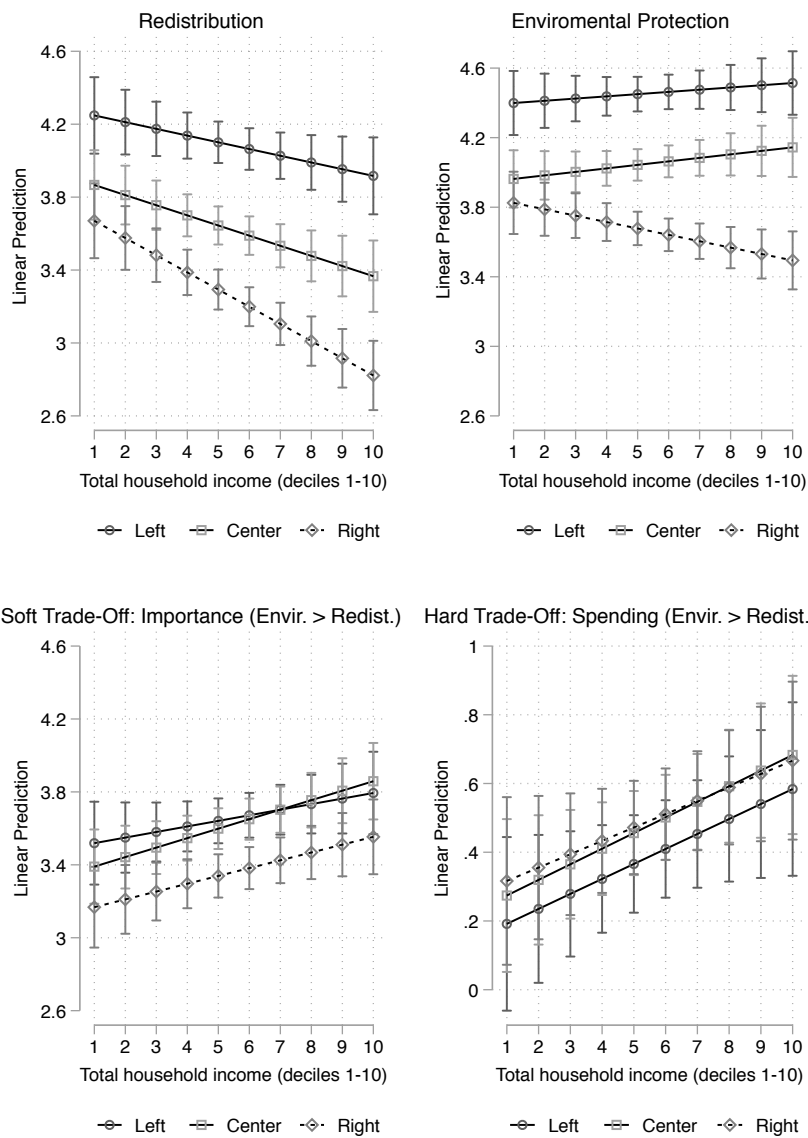 Redistribution
4.6
4.2
3.8
3.4
3
2.6
Linear Prediction
1 2 3 4 5 6 7 8 9 10
Total household income (deciles 1-10)
Left Center Right
Enviromental Protection
4.6
4.2
3.8
3.4
3
2.6
Linear Prediction
1 2 3 4 5 6 7 8 9 10
Total household income (deciles 1-10)
Left Center Right
Soft Trade-Off: Importance (Envir. > Redist.)
4.6
4.2
3.8
3.4
3
2.6
Linear Prediction
1 2 3 4 5 6 7 8 9 10
Total household income (deciles 1-10)
Left Center Right
Hard Trade-Off: Spending (Envir. > Redist.
1
.8
.6
.4
.2
0
Linear Prediction
1 2 3 4 5 6 7 8 9 10
Total household income (deciles 1-10)
Left Center Right